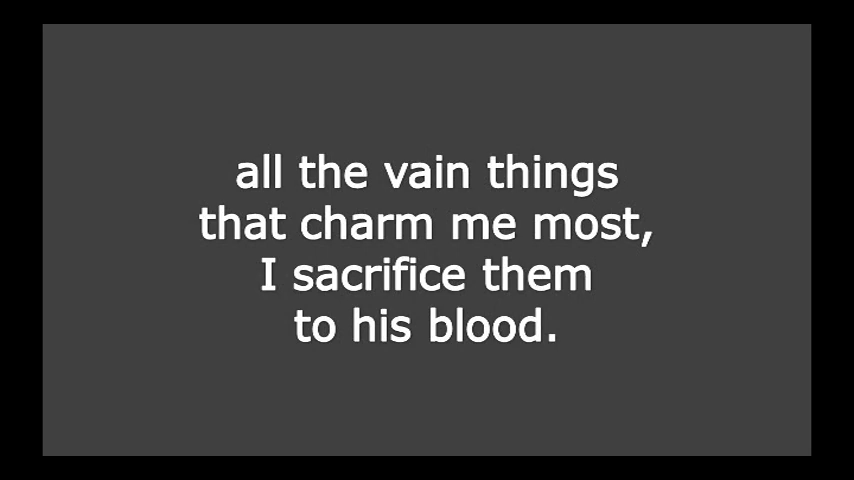 all the vain things
that charm me most,
I sacrifice them
to his blood.